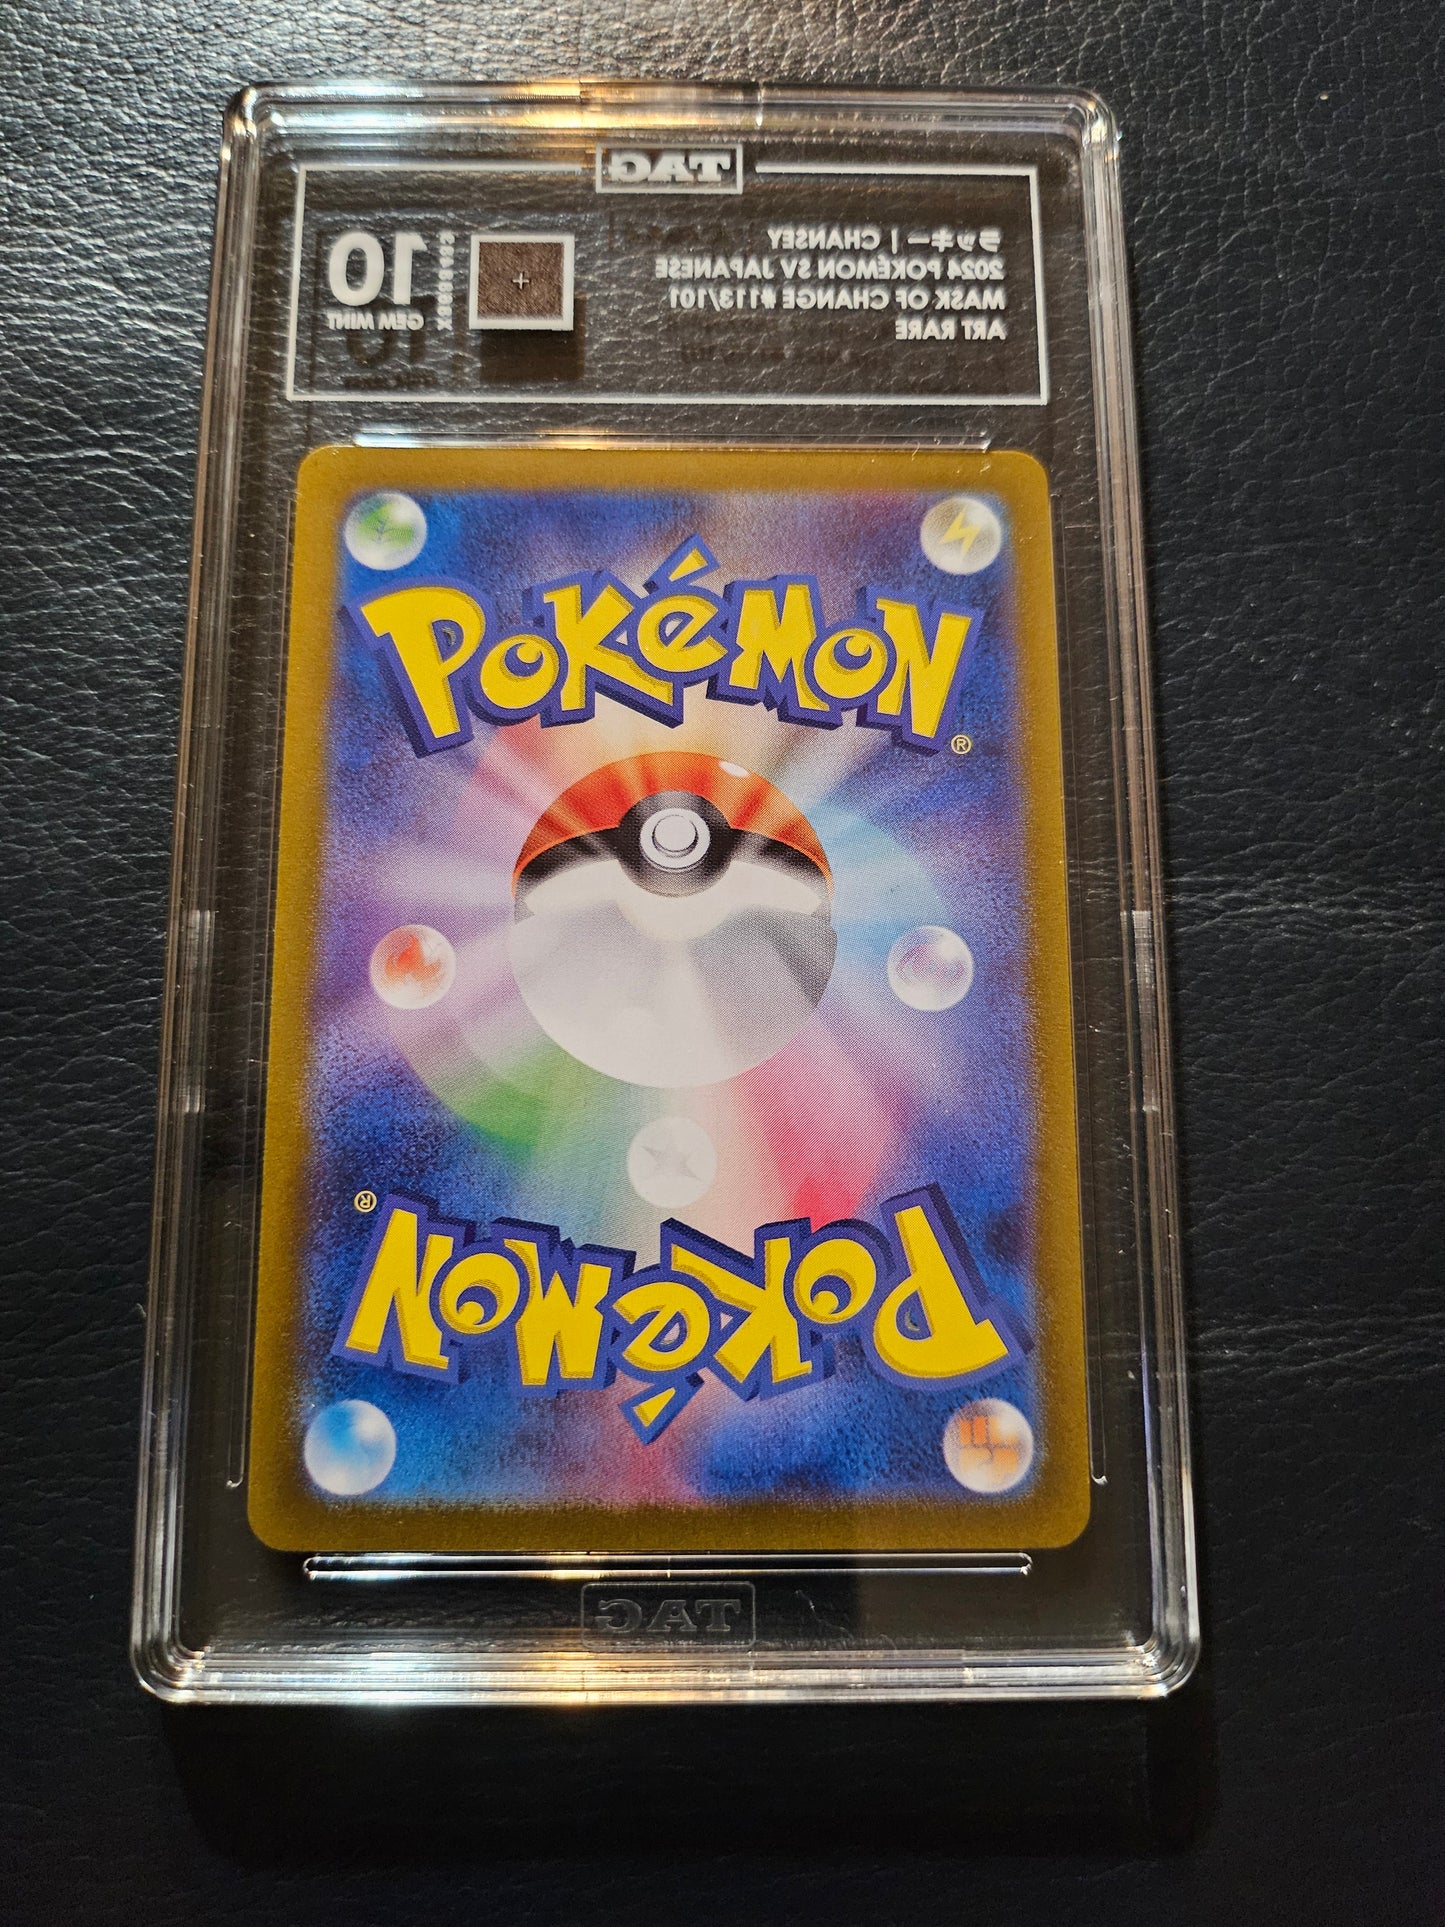 TAG
ラッキー | CHANSEY
2024 POKÉMON SV JAPANESE
MASK OF CHANGE #113/101
ART RARE
10
GEM MINT
POKéMON
®
®
POKéMON
TAG